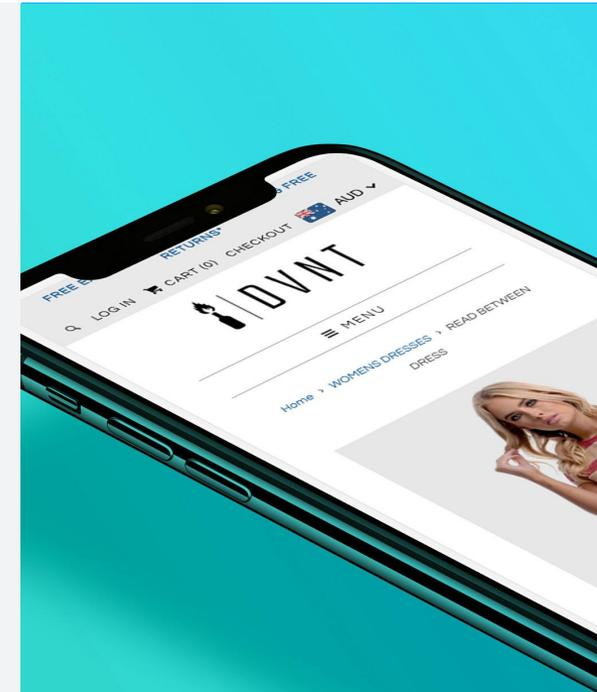 FREE
FREE
RETURNS*
LOG IN CART (0) CHECKOUT AUD
DVNT
MENU
Home > WOMENS DRESSES > READ BETWEEN
DRESS